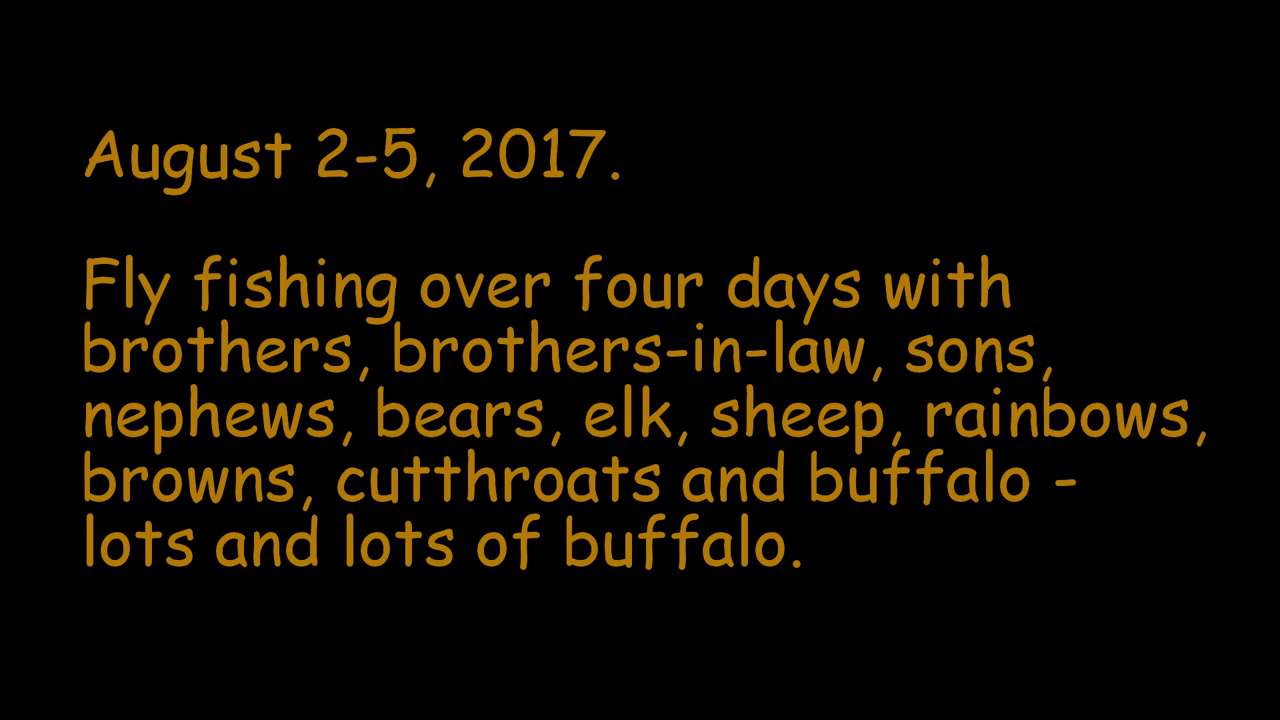 August 2-5, 2017.
Fly fishing over four days with
brothers, brothers-in-law, sons,
nephews, bears, elk, sheep, rainbows,
browns, cutthroats and buffalo -
lots and lots of buffalo.